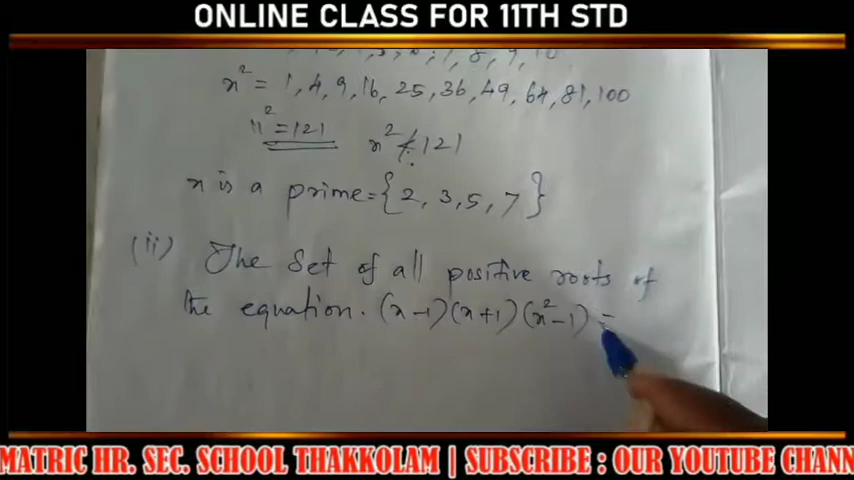 ONLINE CLASS FOR 11TH STD
x² = 1, 4, 9, 16, 25, 36, 49, 64, 81, 100
11² = 121 x² < 121
x is a prime = {2, 3, 5, 7}
(ii) The set of all positive roots of
the equation. (x-1)(x+1)(x²-1) =
MATRIC HR. SEC. SCHOOL THAKKOLAM | SUBSCRIBE : OUR YOUTUBE CHANN